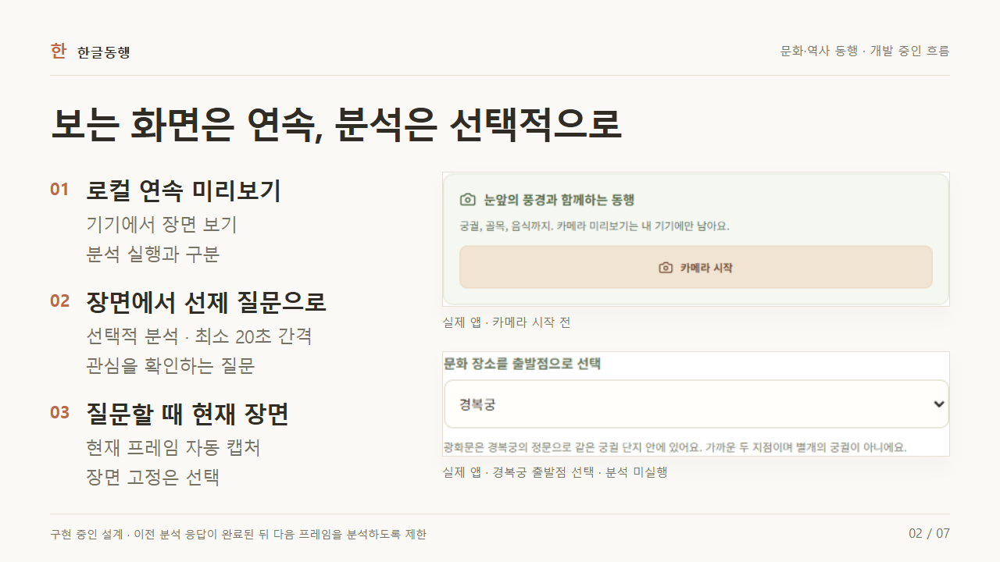 한 한글동행
문화·역사 동행 · 개발 중인 흐름
보는 화면은 연속, 분석은 선택적으로
01 로컬 연속 미리보기
기기에서 장면 보기
분석 실행과 구분
02 장면에서 선제 질문으로
선택적 분석 · 최소 20초 간격
관심을 확인하는 질문
03 질문할 때 현재 장면
현재 프레임 자동 캡처
장면 고정은 선택
눈앞의 풍경과 함께하는 동행
궁궐, 골목, 음식까지. 카메라 미리보기는 내 기기에만 남아요.
카메라 시작
실제 앱 · 카메라 시작 전
문화 장소를 출발점으로 선택
경복궁
광화문은 경복궁의 정문으로 같은 궁궐 단지 안에 있어요. 가까운 두 지점이며 별개의 궁궐이 아니에요.
실제 앱 · 경복궁 출발점 선택 · 분석 미실행
구현 중인 설계 · 이전 분석 응답이 완료된 뒤 다음 프레임을 분석하도록 제한
02 / 07